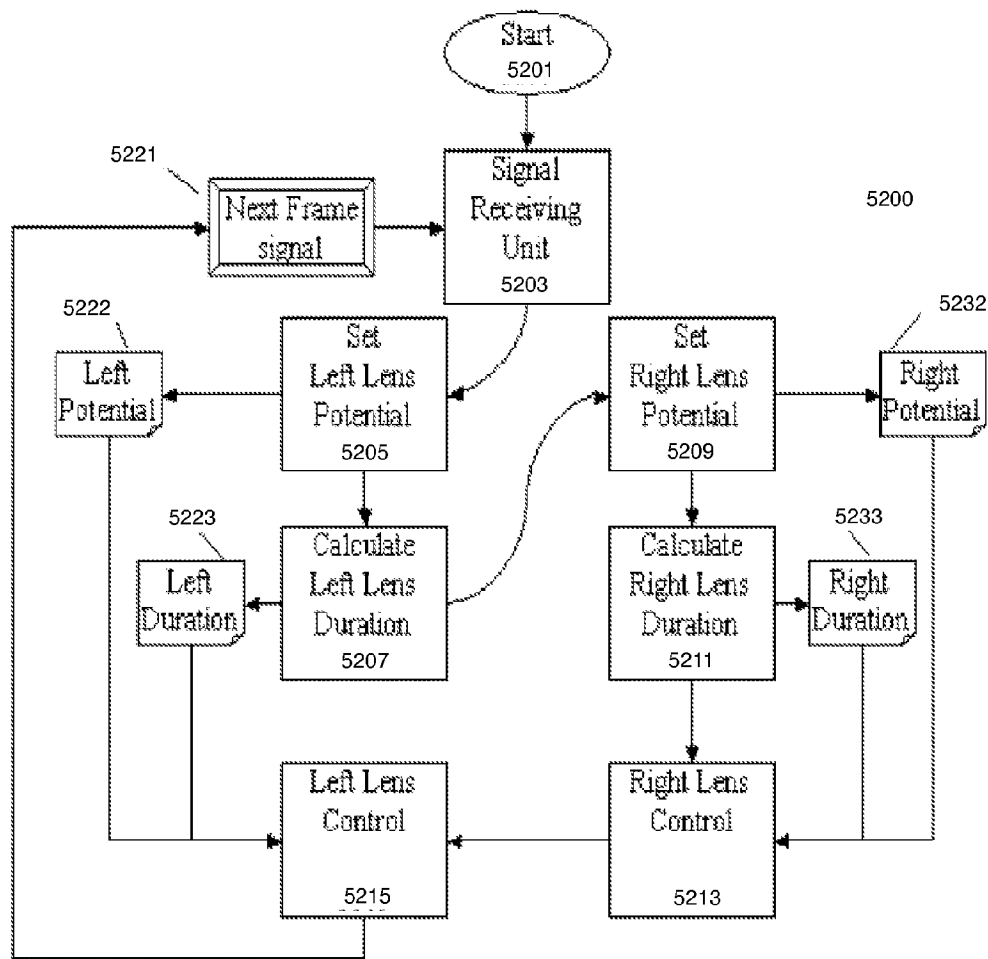 Start
5201
5221
Next Frame
signal
Signal
Receiving
Unit
5203
5200
5222
Left
Potential
Set
Left Lens
Potential
5205
Set
Right Lens
Potential
5209
5232
Right
Potential
5223
Left
Duration
Calculate
Left Lens
Duration
5207
Calculate
Right Lens
Duration
5211
5233
Right
Duration
Left Lens
Control
5215
Right Lens
Control
5213